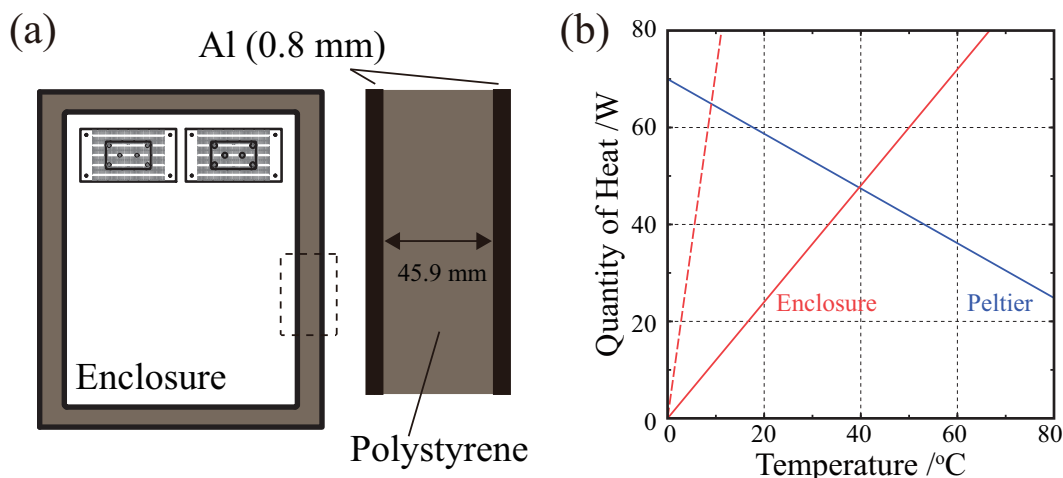 (a)
Al (0.8 mm)
45.9 mm
Enclosure
Polystyrene
(b)
Quantity of Heat /W
80
60
40
20
0
Enclosure
Peltier
0 20 40 60 80
Temperature /°C